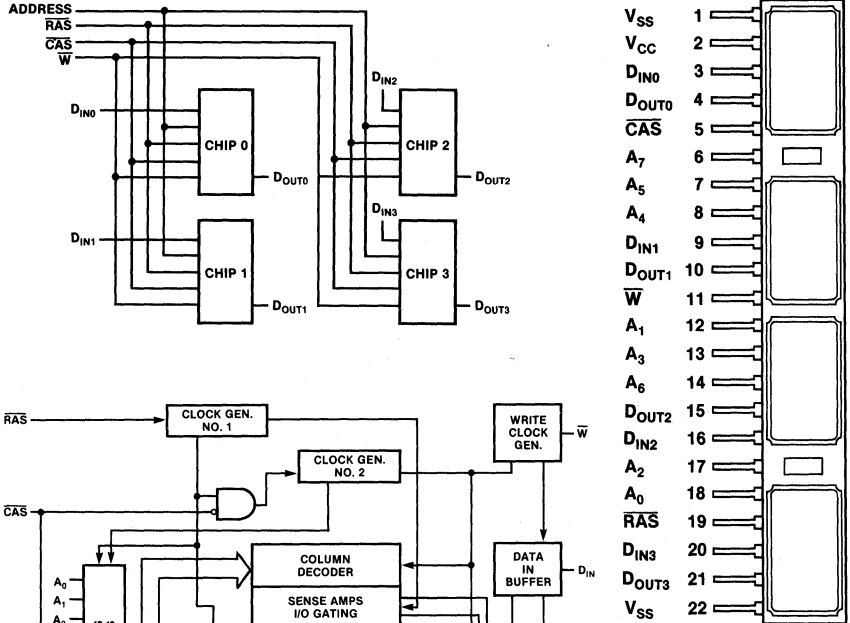 ADDRESS
RAS
CAS
W
DIN0
CHIP 0
DOUT0
DIN2
CHIP 2
DOUT2
DIN1
CHIP 1
DOUT1
DIN3
CHIP 3
DOUT3
RAS
CLOCK GEN.
NO. 1
CLOCK GEN.
NO. 2
WRITE
CLOCK
GEN.
W
CAS
COLUMN
DECODER
SENSE AMPS
I/O GATING
DATA
IN
BUFFER
DIN
A0
A1
VSS 1
VCC 2
DIN0 3
DOUT0 4
CAS 5
A7 6
A5 7
A4 8
DIN1 9
DOUT1 10
W 11
A1 12
A3 13
A6 14
DOUT2 15
DIN2 16
A2 17
A0 18
RAS 19
DIN3 20
DOUT3 21
VSS 22